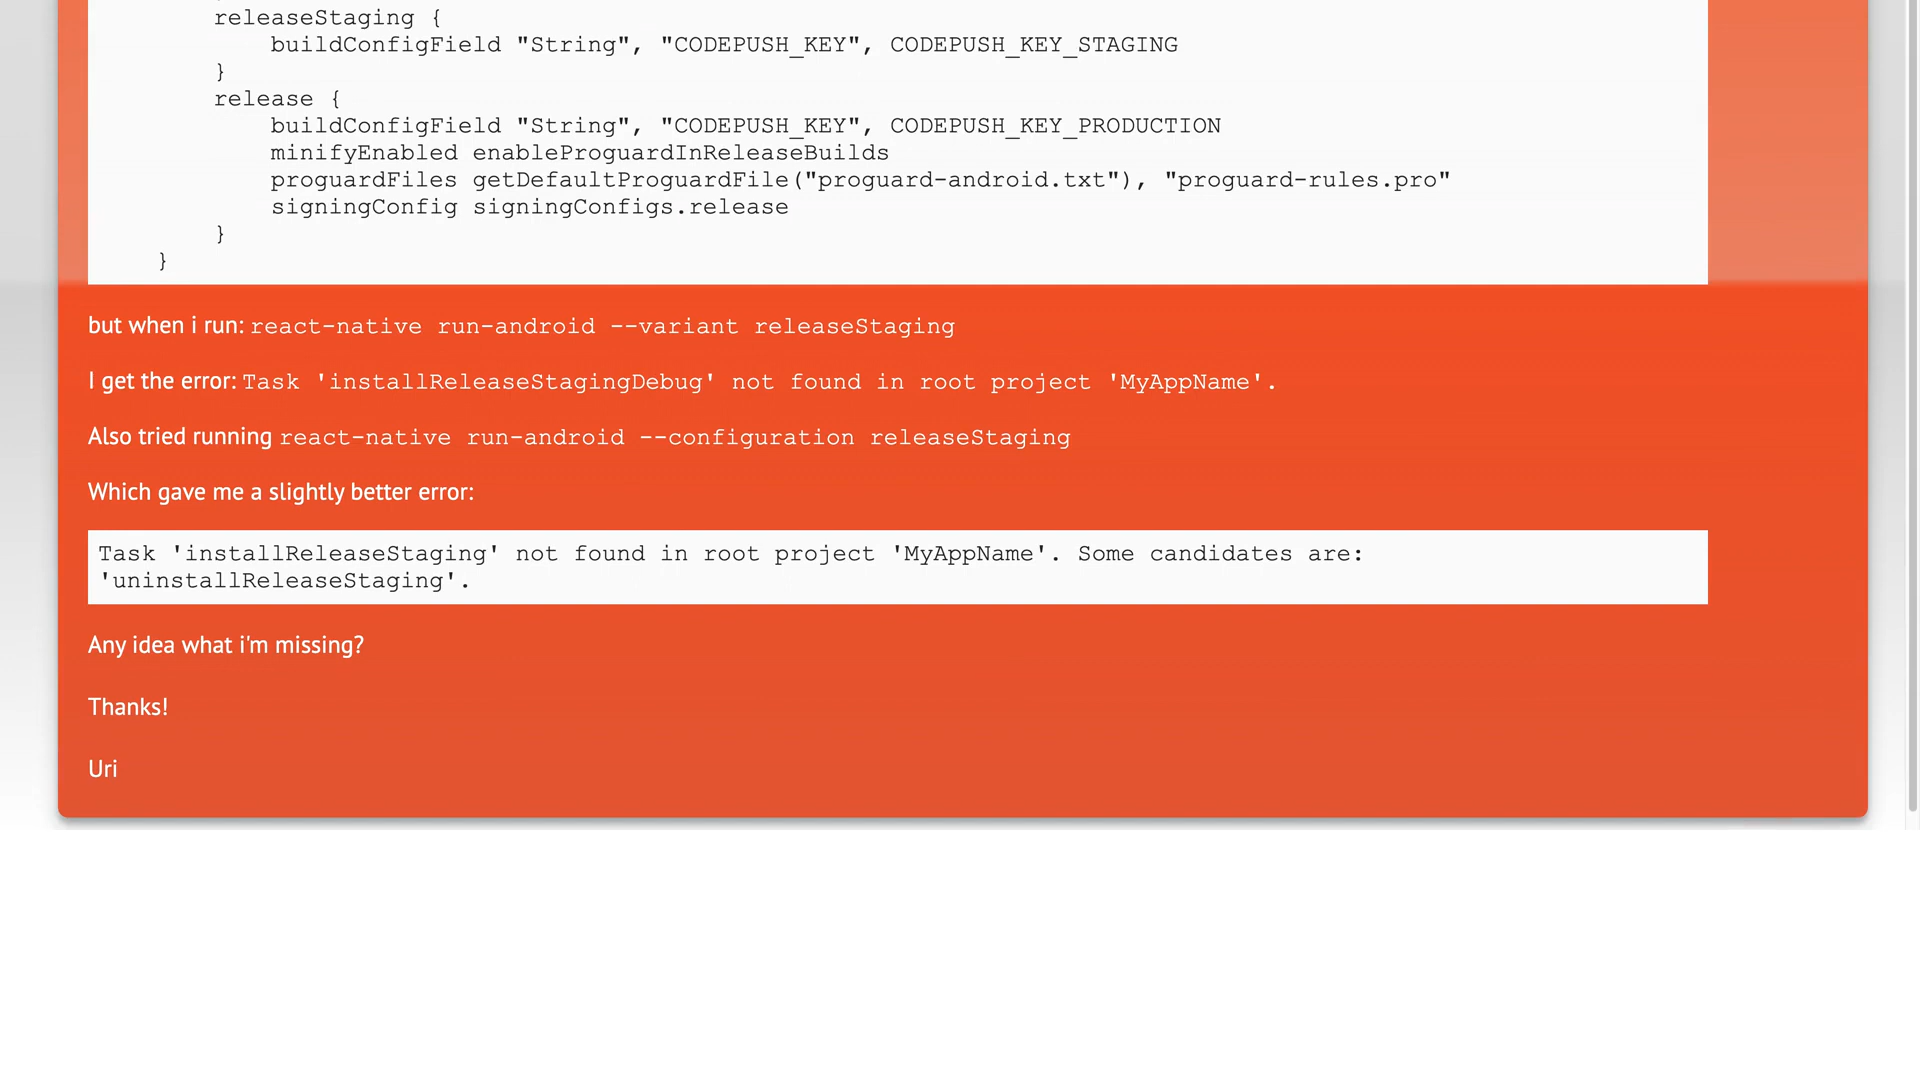 releaseStaging {
buildConfigField "String", "CODEPUSH_KEY", CODEPUSH_KEY_STAGING
}
release {
buildConfigField "String", "CODEPUSH_KEY", CODEPUSH_KEY_PRODUCTION
minifyEnabled enableProguardInReleaseBuilds
proguardFiles getDefaultProguardFile("proguard-android.txt"), "proguard-rules.pro"
signingConfig signingConfigs.release
}
}
but when i run: react-native run-android --variant releaseStaging
I get the error: Task 'installReleaseStagingDebug' not found in root project 'MyAppName'.
Also tried running react-native run-android --configuration releaseStaging
Which gave me a slightly better error:
Task 'installReleaseStaging' not found in root project 'MyAppName'. Some candidates are:
'uninstallReleaseStaging'.
Any idea what i'm missing?
Thanks!
Uri